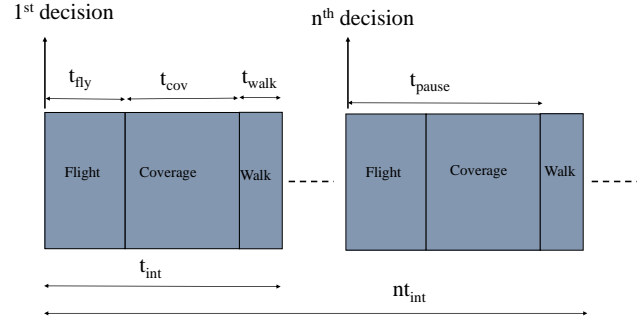 1st decision
nth decision
tfly
tcov
twalk
tpause
Flight
Coverage
Walk
Flight
Coverage
Walk
tint
ntint